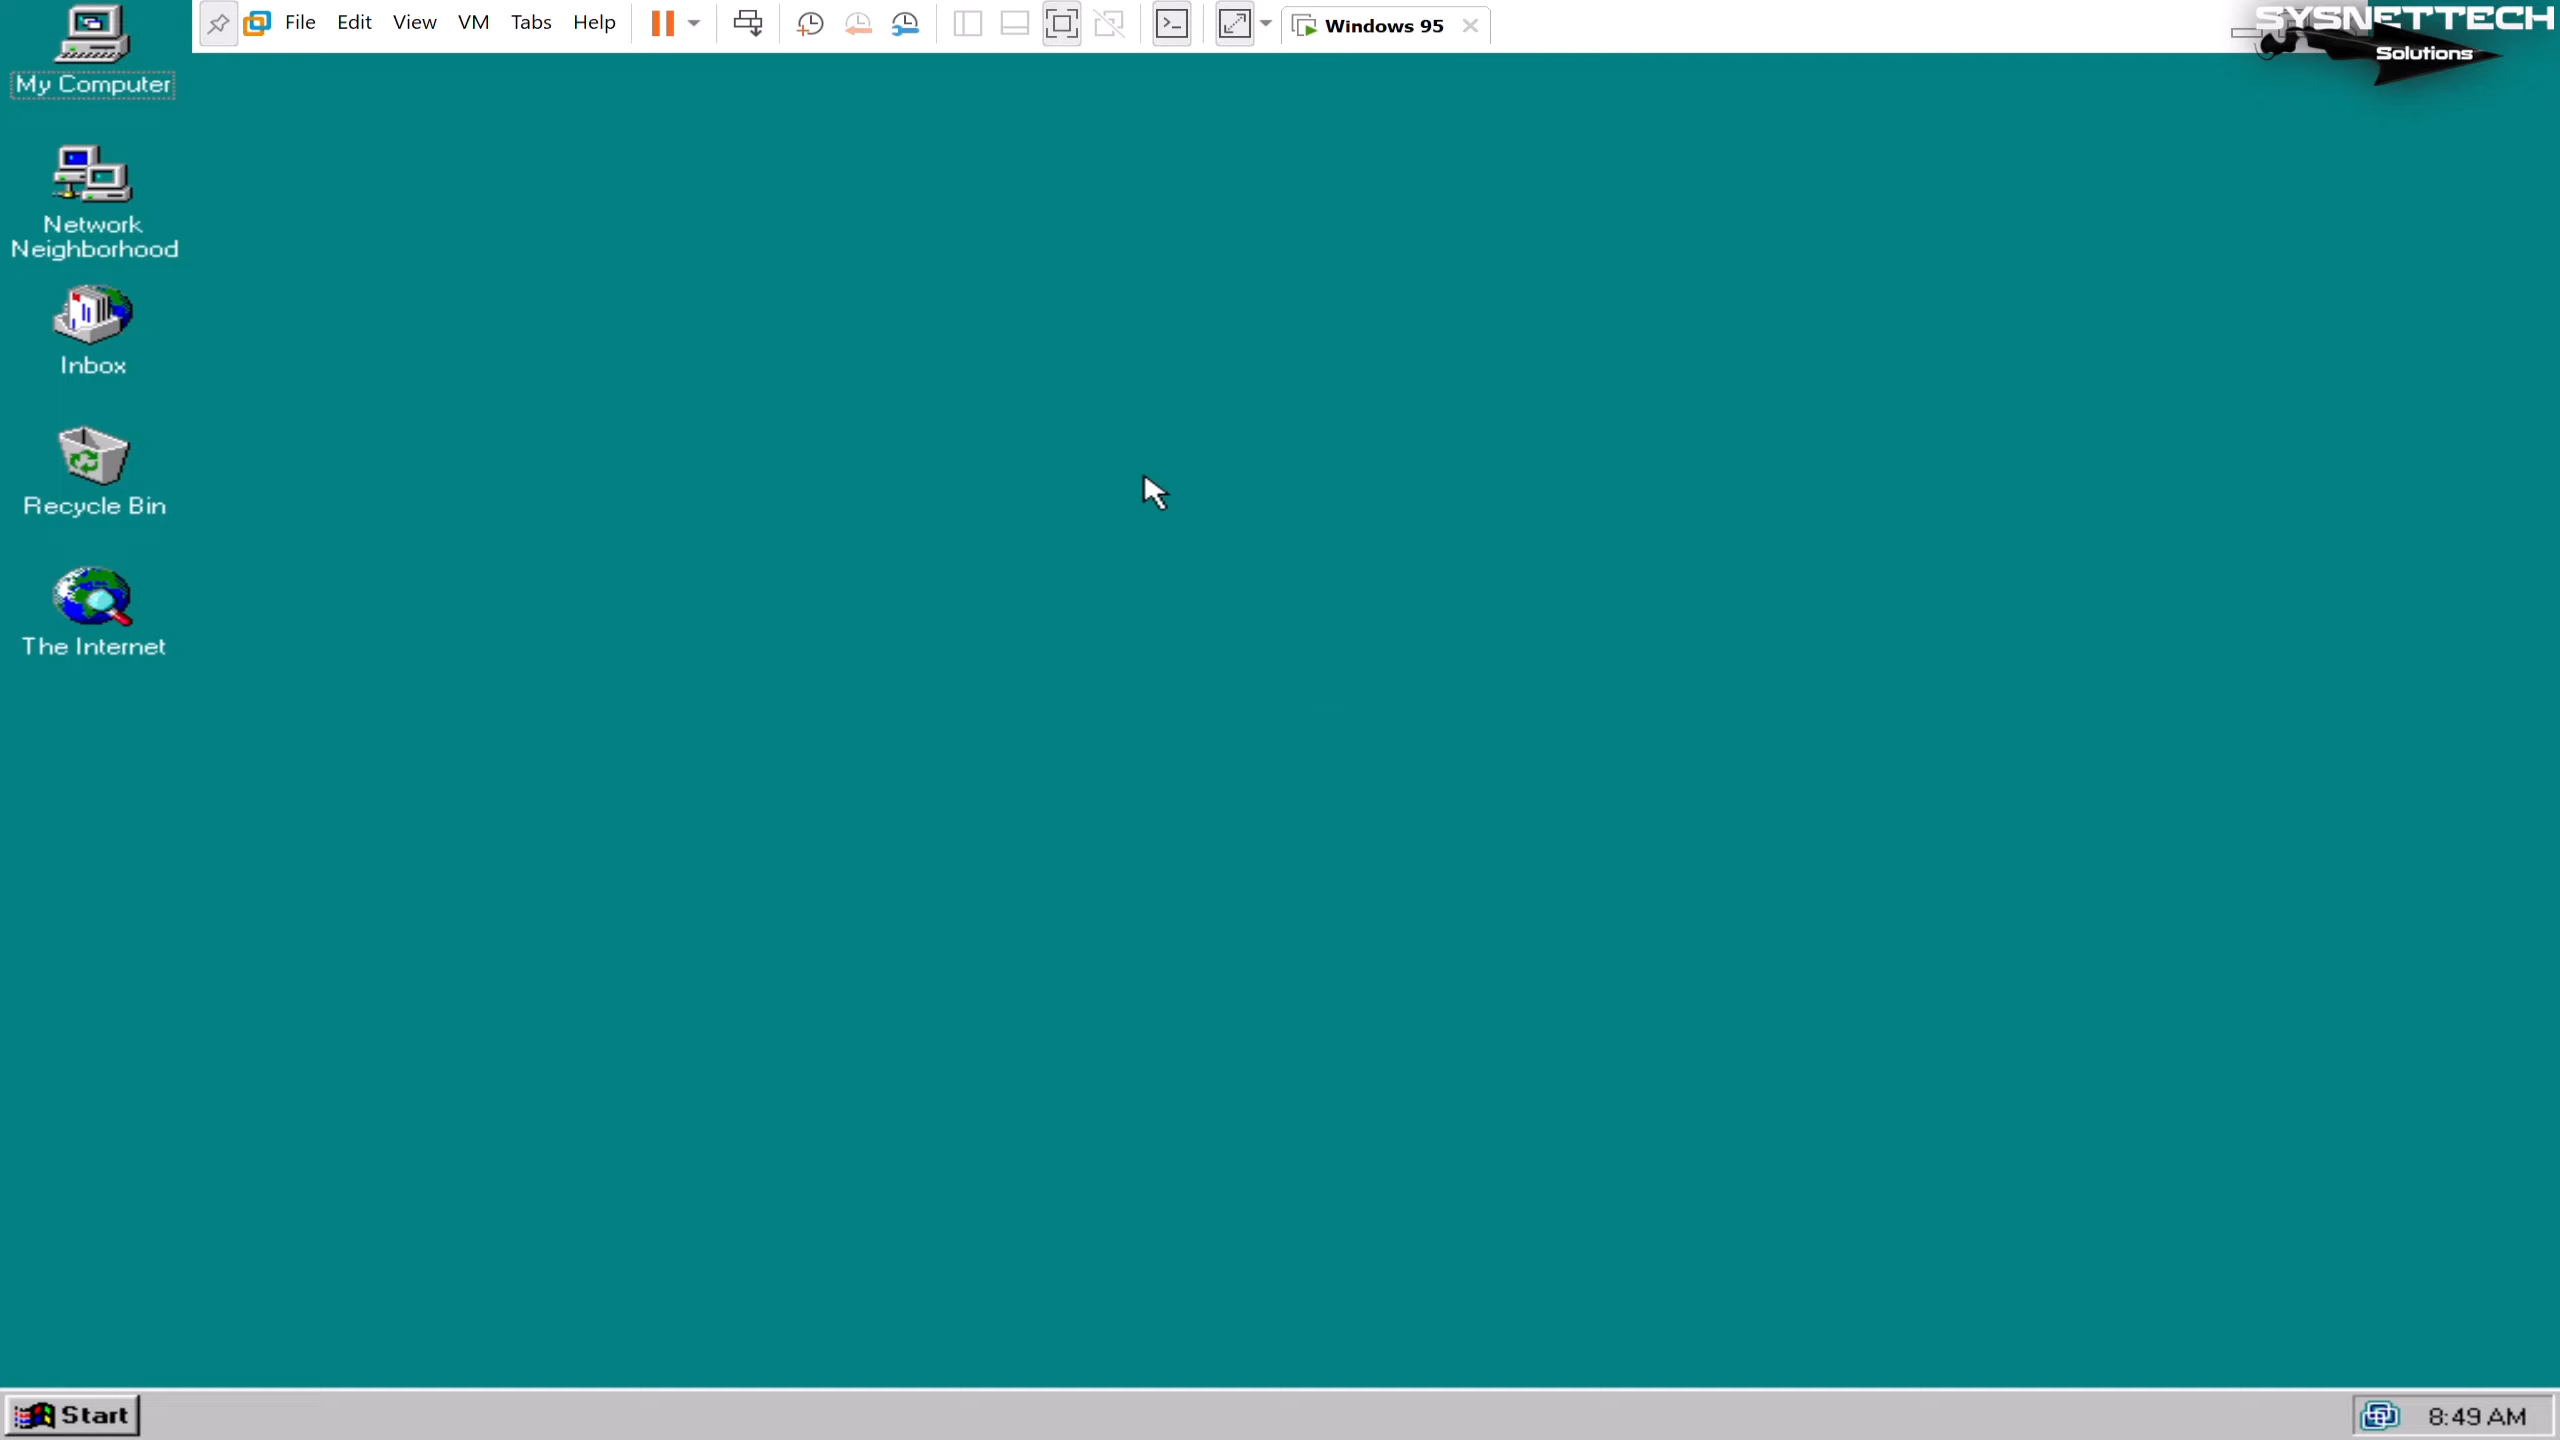 My Computer
File Edit View VM Tabs Help
Windows 95
SYSNETTECH
Solutions
Network
Neighborhood
Inbox
Recycle Bin
The Internet
Start
8:49 AM